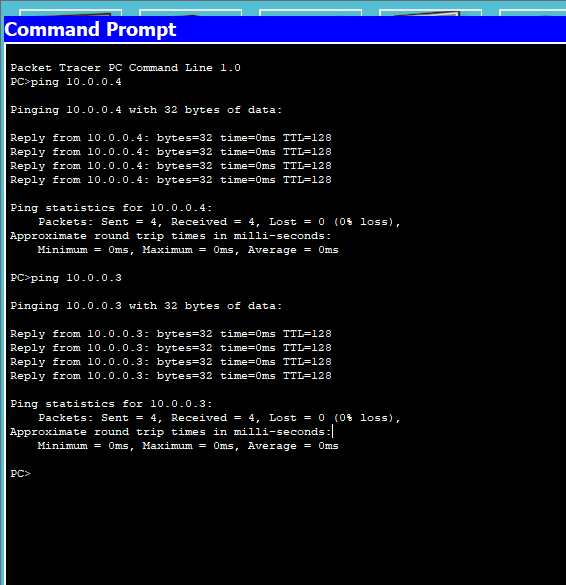 Command Prompt
Packet Tracer PC Command Line 1.0
PC>ping 10.0.0.4
Pinging 10.0.0.4 with 32 bytes of data:
Reply from 10.0.0.4: bytes=32 time=0ms TTL=128
Reply from 10.0.0.4: bytes=32 time=0ms TTL=128
Reply from 10.0.0.4: bytes=32 time=0ms TTL=128
Reply from 10.0.0.4: bytes=32 time=0ms TTL=128
Ping statistics for 10.0.0.4:
    Packets: Sent = 4, Received = 4, Lost = 0 (0% loss),
Approximate round trip times in milli-seconds:
    Minimum = 0ms, Maximum = 0ms, Average = 0ms
PC>ping 10.0.0.3
Pinging 10.0.0.3 with 32 bytes of data:
Reply from 10.0.0.3: bytes=32 time=0ms TTL=128
Reply from 10.0.0.3: bytes=32 time=0ms TTL=128
Reply from 10.0.0.3: bytes=32 time=0ms TTL=128
Reply from 10.0.0.3: bytes=32 time=0ms TTL=128
Ping statistics for 10.0.0.3:
    Packets: Sent = 4, Received = 4, Lost = 0 (0% loss),
Approximate round trip times in milli-seconds:
    Minimum = 0ms, Maximum = 0ms, Average = 0ms
PC>